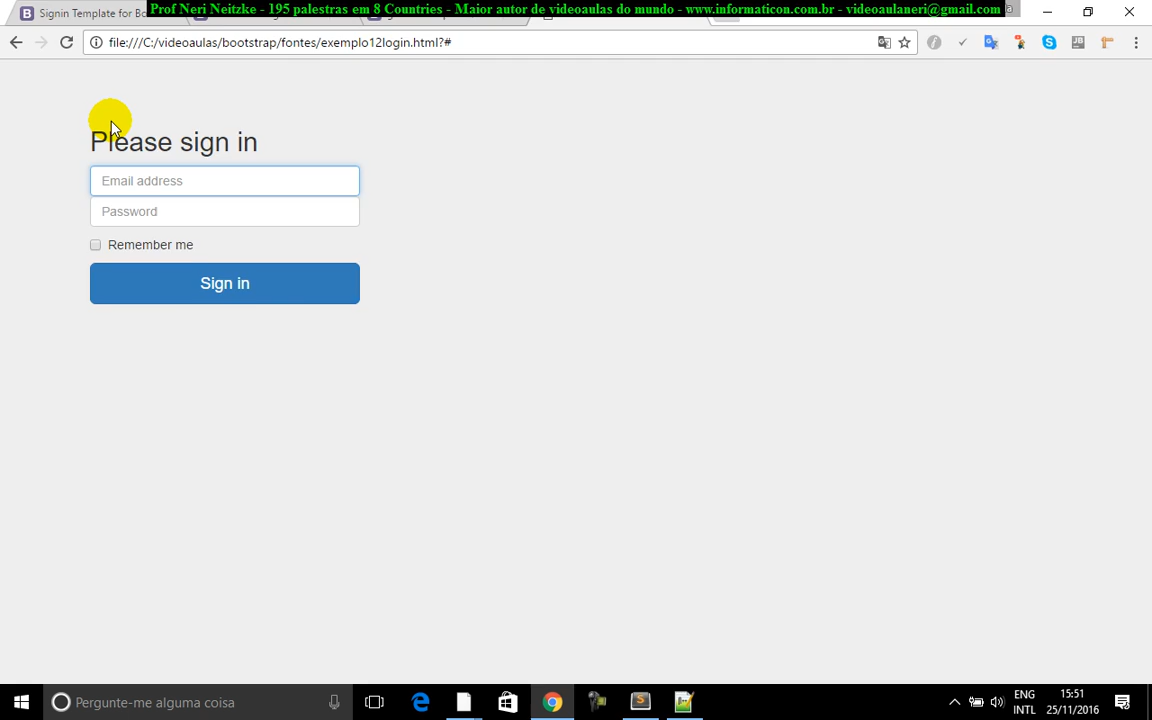 Signin Template for Bo
Prof Neri Neitzke - 195 palestras em 8 Countries - Maior autor de videoaulas do mundo - www.informaticon.com.br - videoaulaneri@gmail.com
file:///C:/videoaulas/bootstrap/fontes/exemplo12login.html?#
Please sign in
Email address
Password
Remember me
Sign in
Pergunte-me alguma coisa
ENG
INTL
15:51
25/11/2016